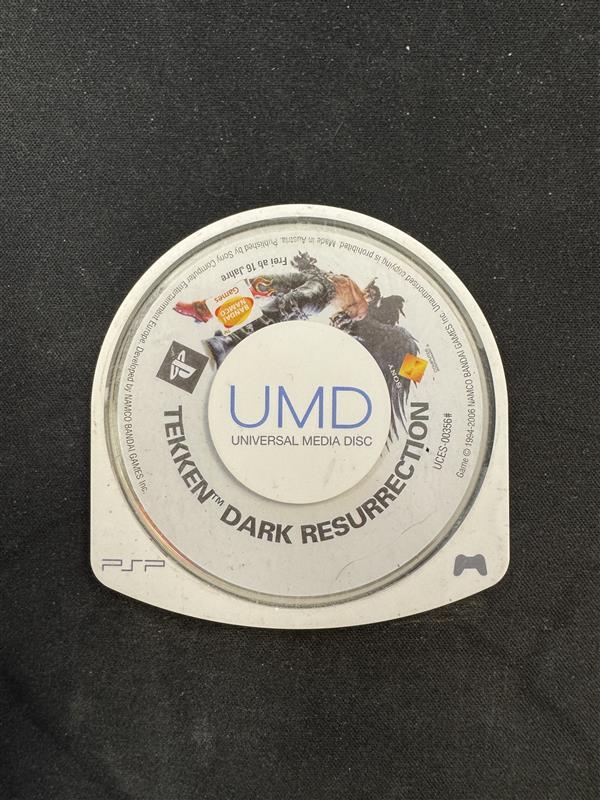 Unauthorised copying is prohibited. Made in Austria. Published by Sony Computer Entertainment Europe. Developed by NAMCO BANDAI GAMES Inc.
Frei ab 16 Jahre
BANDAI
NAMCO
Games
SONY
UMD
UNIVERSAL MEDIA DISC
TEKKEN™ DARK RESURRECTION
UCES-00356#
Game © 1994-2006 NAMCO BANDAI GAMES Inc.
PSP